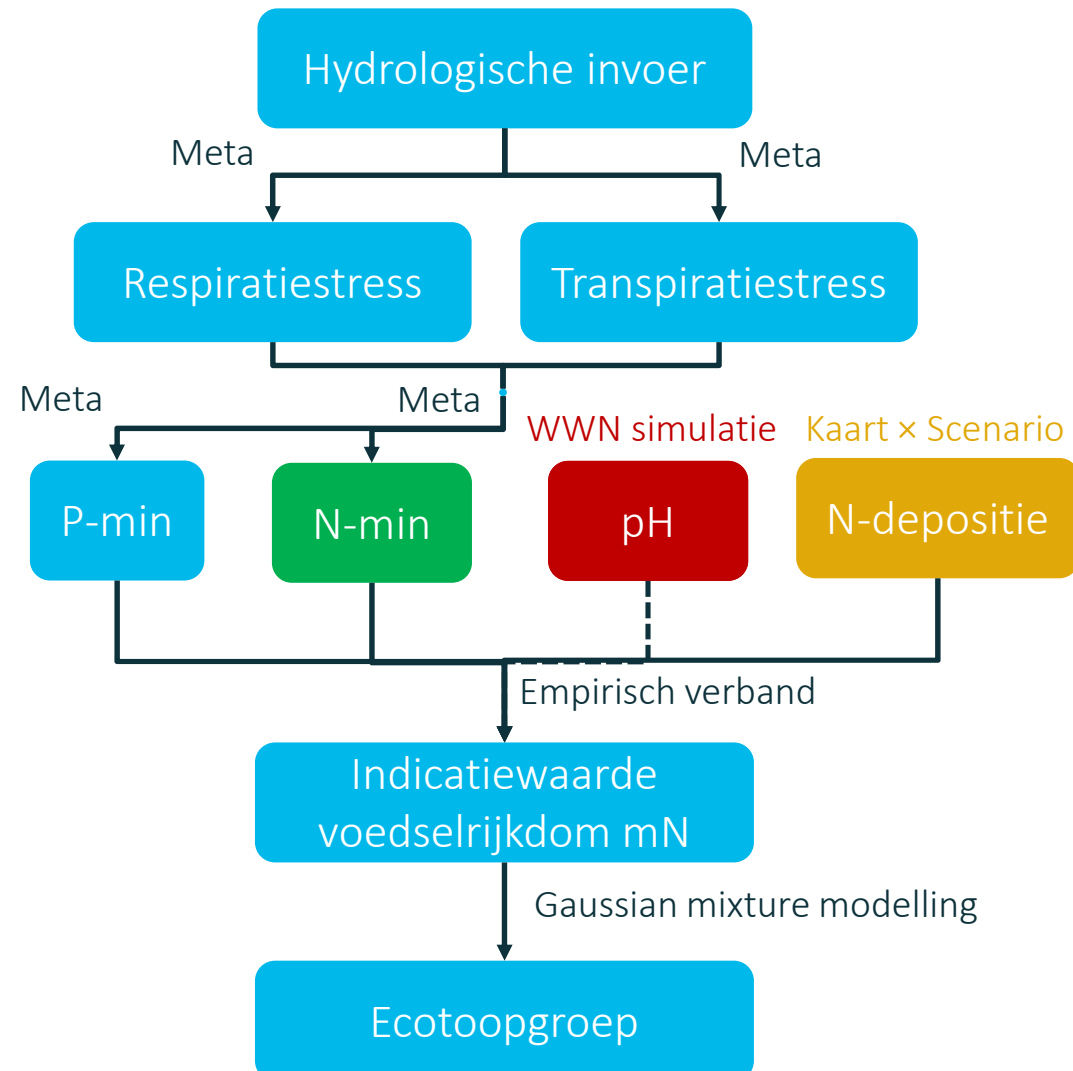 Hydrologische invoer
Meta
Meta
Respiratiestress
Transpiratiestress
Meta
Meta
WWN simulatie
Kaart × Scenario
P-min
N-min
pH
N-depositie
Empirisch verband
Indicatiewaarde
voedselrijkdom mN
Gaussian mixture modelling
Ecotoopgroep